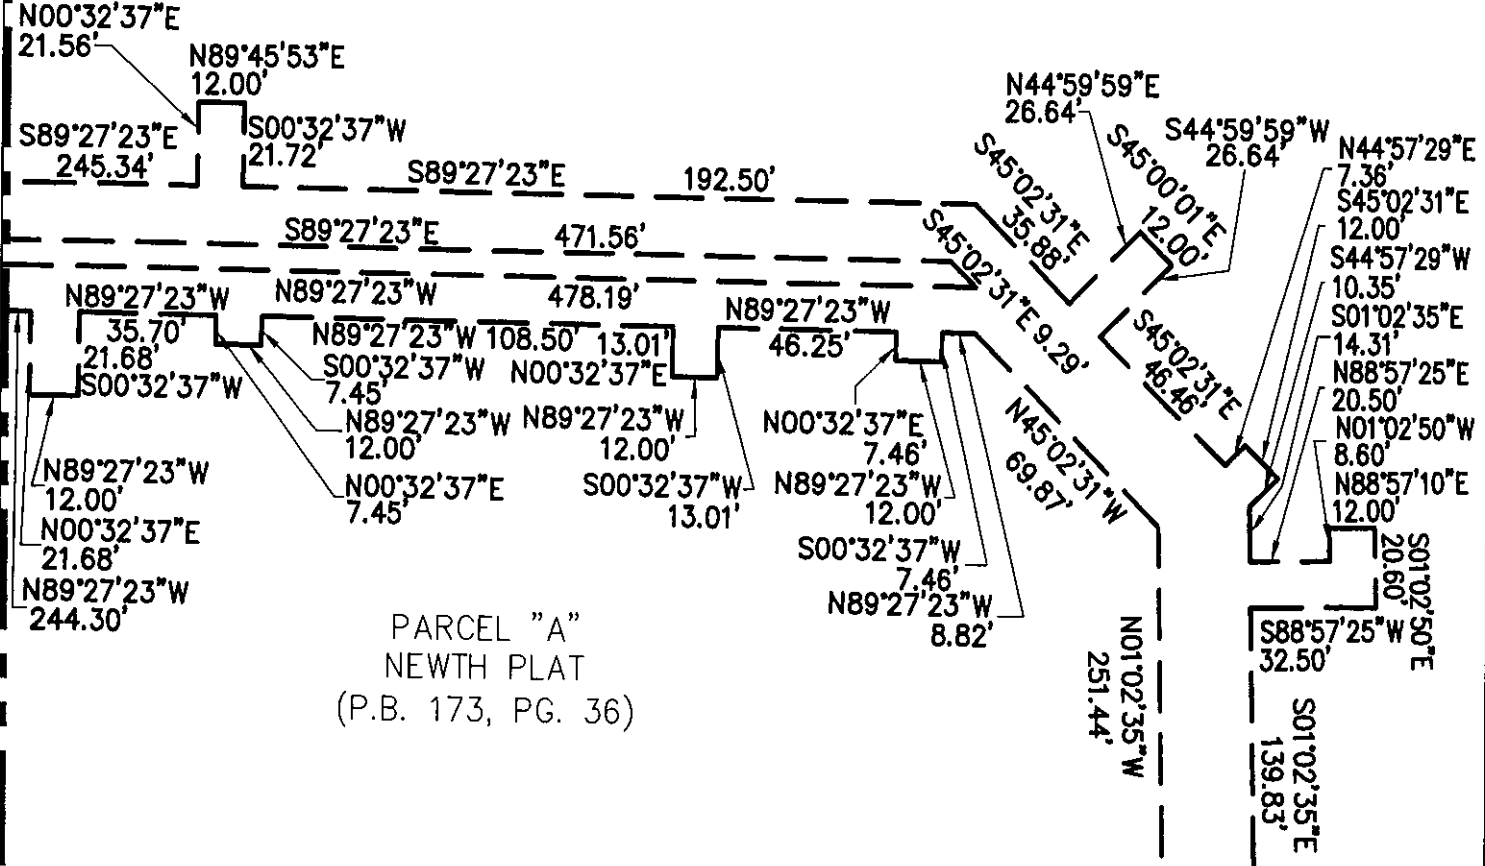 N00°32'37"E
21.56'
N89°45'53"E
12.00'
S89°27'23"E
245.34'
S00°32'37"W
21.72'
S89°27'23"E 192.50'
N44°59'59"E
26.64'
S45°02'31"E
35.88'
S45°00'01"E
12.00'
S44°59'59"W
26.64'
N44°57'29"E
7.36'
S45°02'31"E
12.00'
S44°57'29"W
10.35'
S01°02'35"E
14.31'
N88°57'25"E
20.50'
N01°02'50"W
8.60'
N88°57'10"E
12.00'
S01°02'50"E
20.60'
S88°57'25"W
32.50'
S01°02'35"E
139.83'
S89°27'23"E 471.56'
S45°02'31"E 9.29'
S45°02'31"E
46.46'
N89°27'23"W 478.19'
N89°27'23"W
35.70'
21.68'
S00°32'37"W
N89°27'23"W 108.50'
S00°32'37"W
7.45'
N89°27'23"W
12.00'
N00°32'37"E
7.45'
13.01'
N00°32'37"E
N89°27'23"W
12.00'
S00°32'37"W
13.01'
N89°27'23"W
46.25'
N00°32'37"E
7.46'
N89°27'23"W
12.00'
S00°32'37"W
7.46'
N89°27'23"W
8.82'
N45°02'31"W
69.87'
N01°02'35"W
251.44'
N89°27'23"W
12.00'
N00°32'37"E
21.68'
N89°27'23"W
244.30'
PARCEL "A"
NEWTH PLAT
(P.B. 173, PG. 36)